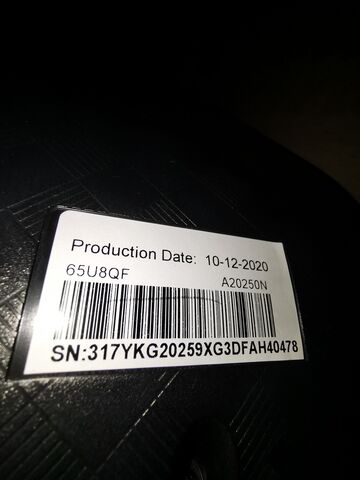 Production Date: 10-12-2020
65U8QF A20250N
SN:317YKG20259XG3DFAH40478